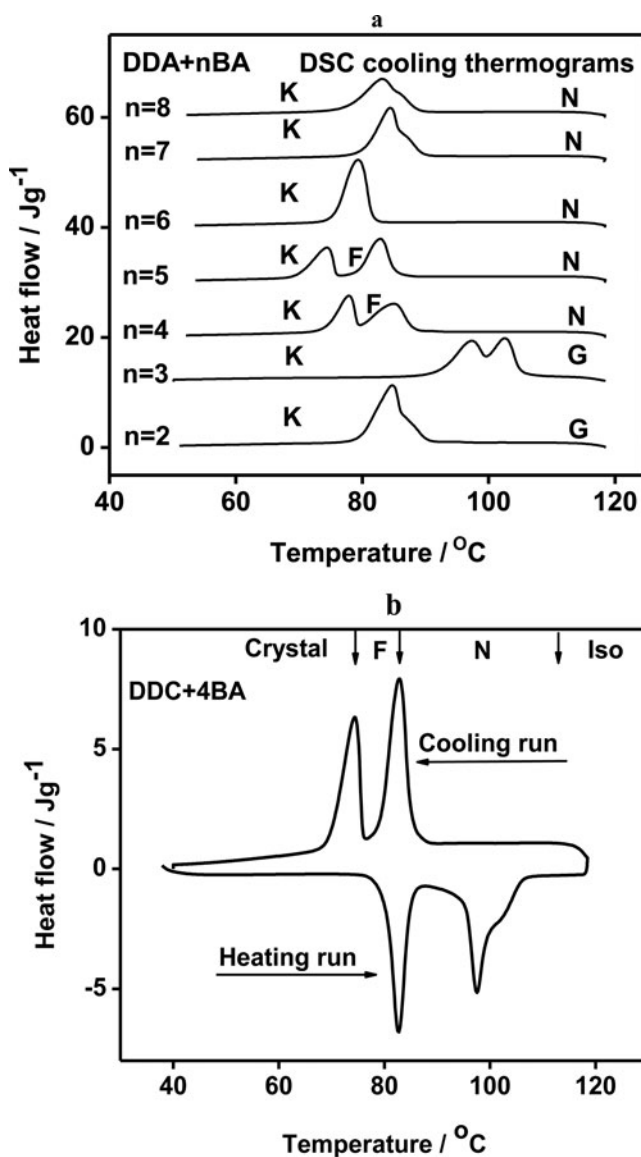 a
DDA+nBA DSC cooling thermograms
60
40
20
0
Heat flow / Jg⁻¹
n=8 K N
n=7 K N
n=6 K N
n=5 K F N
n=4 K F N
n=3 K G
n=2 K G
40 60 80 100 120
Temperature / ᴼC
b
10
5
0
-5
Heat flow / Jg⁻¹
Crystal F N Iso
DDC+4BA
Cooling run
Heating run
40 60 80 100 120
Temperature / ᴼC